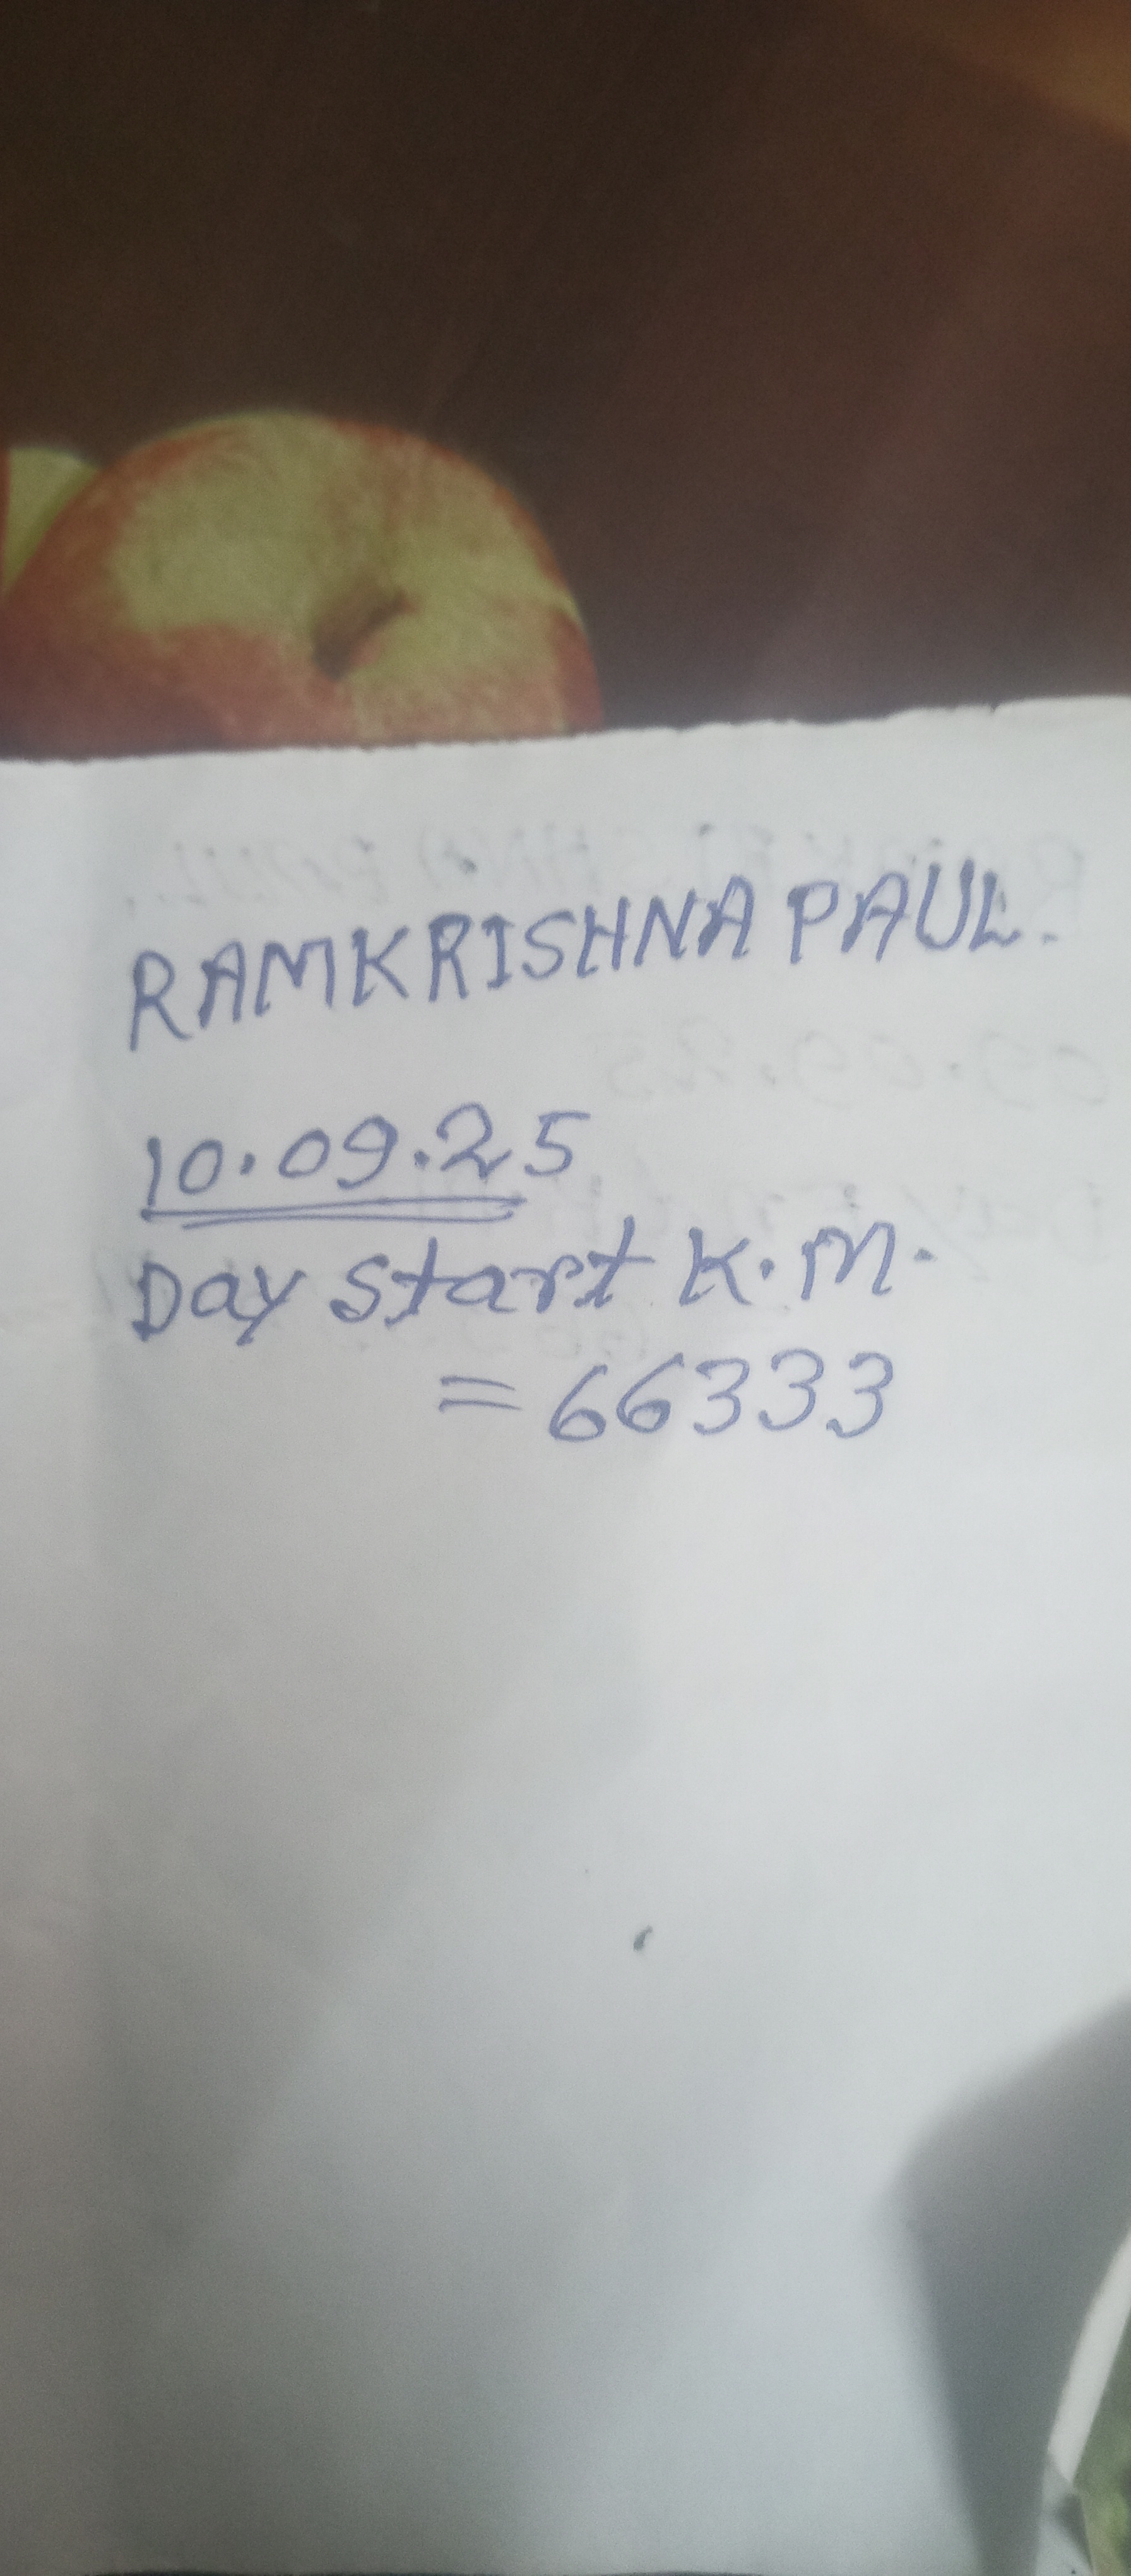 RAMKRISHNA PAUL.
10.09.25
Day Start K.M.
= 66333